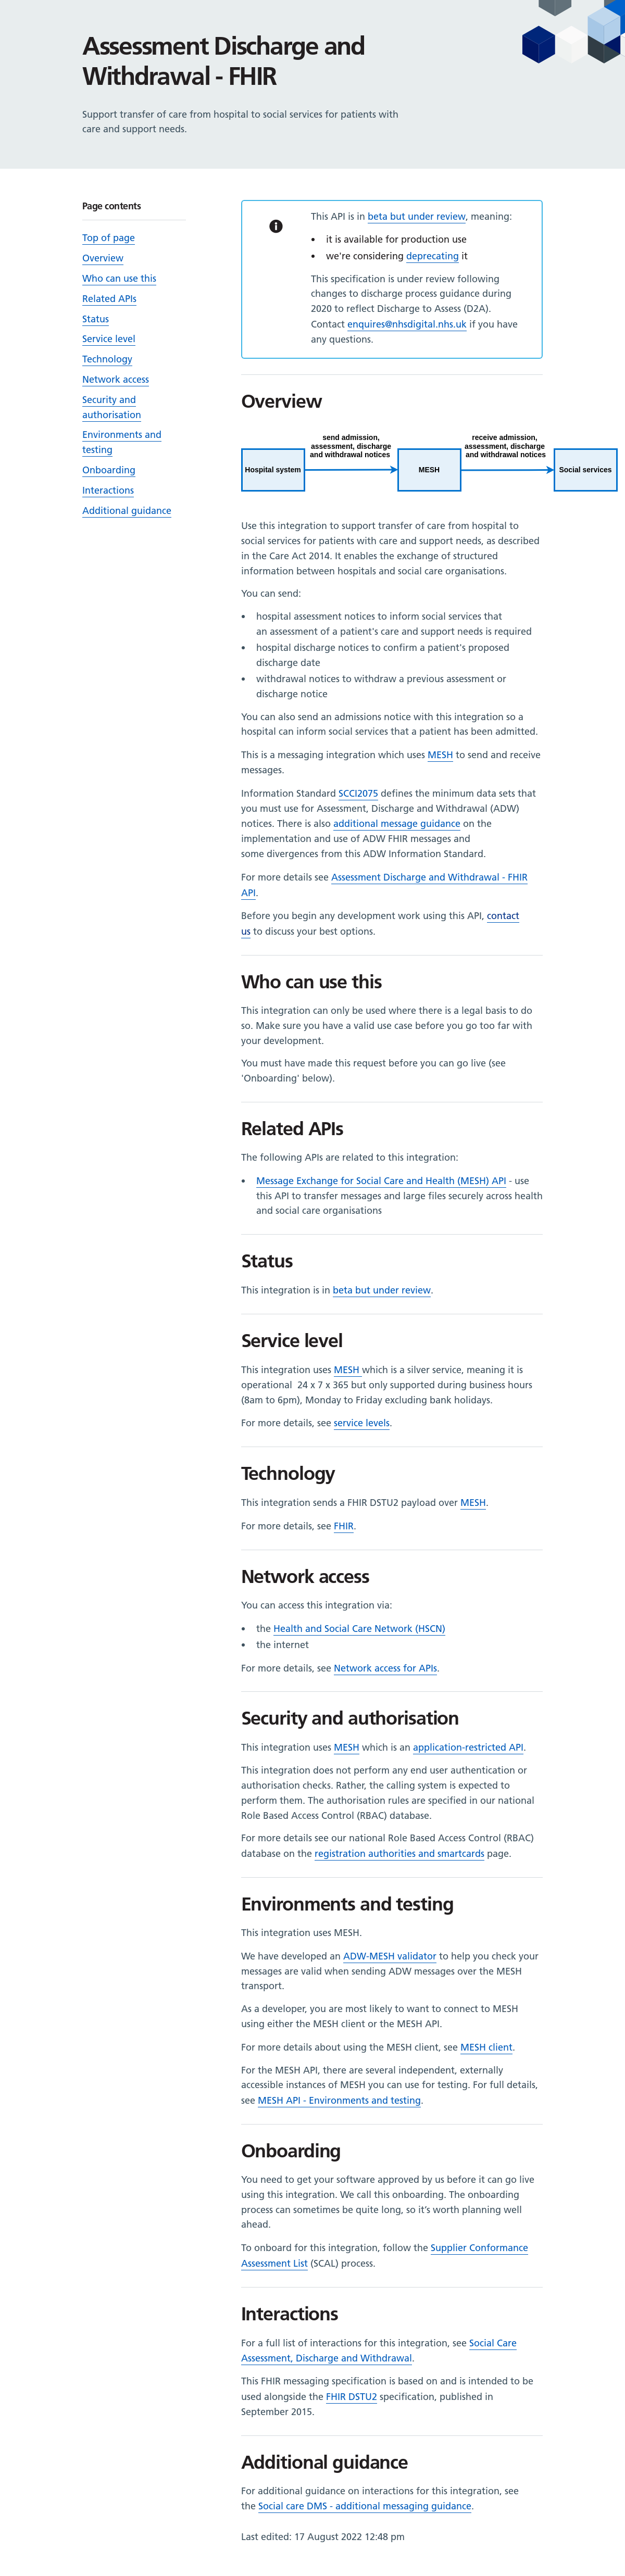 Assessment Discharge and
Withdrawal - FHIR
Support transfer of care from hospital to social services for patients with
care and support needs.
Page contents
Top of page
Overview
Who can use this
Related APIs
Status
Service level
Technology
Network access
Security and
authorisation
Environments and
testing
Onboarding
Interactions
Additional guidance
This API is in beta but under review, meaning:
• it is available for production use
• we're considering deprecating it
This specification is under review following
changes to discharge process guidance during
2020 to reflect Discharge to Assess (D2A).
Contact enquires@nhsdigital.nhs.uk if you have
any questions.
Overview
send admission,
assessment, discharge
and withdrawal notices
receive admission,
assessment, discharge
and withdrawal notices
Hospital system
MESH
Social services
Use this integration to support transfer of care from hospital to
social services for patients with care and support needs, as described
in the Care Act 2014. It enables the exchange of structured
information between hospitals and social care organisations.
You can send:
• hospital assessment notices to inform social services that
an assessment of a patient's care and support needs is required
• hospital discharge notices to confirm a patient's proposed
discharge date
• withdrawal notices to withdraw a previous assessment or
discharge notice
You can also send an admissions notice with this integration so a
hospital can inform social services that a patient has been admitted.
This is a messaging integration which uses MESH to send and receive
messages.
Information Standard SCCI2075 defines the minimum data sets that
you must use for Assessment, Discharge and Withdrawal (ADW)
notices. There is also additional message guidance on the
implementation and use of ADW FHIR messages and
some divergences from this ADW Information Standard.
For more details see Assessment Discharge and Withdrawal - FHIR
API.
Before you begin any development work using this API, contact
us to discuss your best options.
Who can use this
This integration can only be used where there is a legal basis to do
so. Make sure you have a valid use case before you go too far with
your development.
You must have made this request before you can go live (see
'Onboarding' below).
Related APIs
The following APIs are related to this integration:
• Message Exchange for Social Care and Health (MESH) API - use
this API to transfer messages and large files securely across health
and social care organisations
Status
This integration is in beta but under review.
Service level
This integration uses MESH which is a silver service, meaning it is
operational 24 x 7 x 365 but only supported during business hours
(8am to 6pm), Monday to Friday excluding bank holidays.
For more details, see service levels.
Technology
This integration sends a FHIR DSTU2 payload over MESH.
For more details, see FHIR.
Network access
You can access this integration via:
• the Health and Social Care Network (HSCN)
• the internet
For more details, see Network access for APIs.
Security and authorisation
This integration uses MESH which is an application-restricted API.
This integration does not perform any end user authentication or
authorisation checks. Rather, the calling system is expected to
perform them. The authorisation rules are specified in our national
Role Based Access Control (RBAC) database.
For more details see our national Role Based Access Control (RBAC)
database on the registration authorities and smartcards page.
Environments and testing
This integration uses MESH.
We have developed an ADW-MESH validator to help you check your
messages are valid when sending ADW messages over the MESH
transport.
As a developer, you are most likely to want to connect to MESH
using either the MESH client or the MESH API.
For more details about using the MESH client, see MESH client.
For the MESH API, there are several independent, externally
accessible instances of MESH you can use for testing. For full details,
see MESH API - Environments and testing.
Onboarding
You need to get your software approved by us before it can go live
using this integration. We call this onboarding. The onboarding
process can sometimes be quite long, so it's worth planning well
ahead.
To onboard for this integration, follow the Supplier Conformance
Assessment List (SCAL) process.
Interactions
For a full list of interactions for this integration, see Social Care
Assessment, Discharge and Withdrawal.
This FHIR messaging specification is based on and is intended to be
used alongside the FHIR DSTU2 specification, published in
September 2015.
Additional guidance
For additional guidance on interactions for this integration, see
the Social care DMS - additional messaging guidance.
Last edited: 17 August 2022 12:48 pm